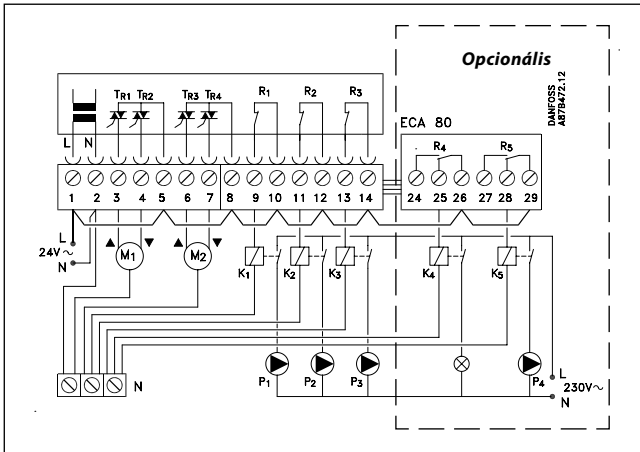 Opcionális
DANFOSS
A87B472.12
TR1 TR2 TR3 TR4 R1 R2 R3
ECA 80
R4 R5
L N
1 2 3 4 5 6 7 8 9 10 11 12 13 14
24 25 26 27 28 29
L
24V~
N
M1 M2
K1 K2 K3 K4 K5
N
P1 P2 P3 P4
L
230V~
N